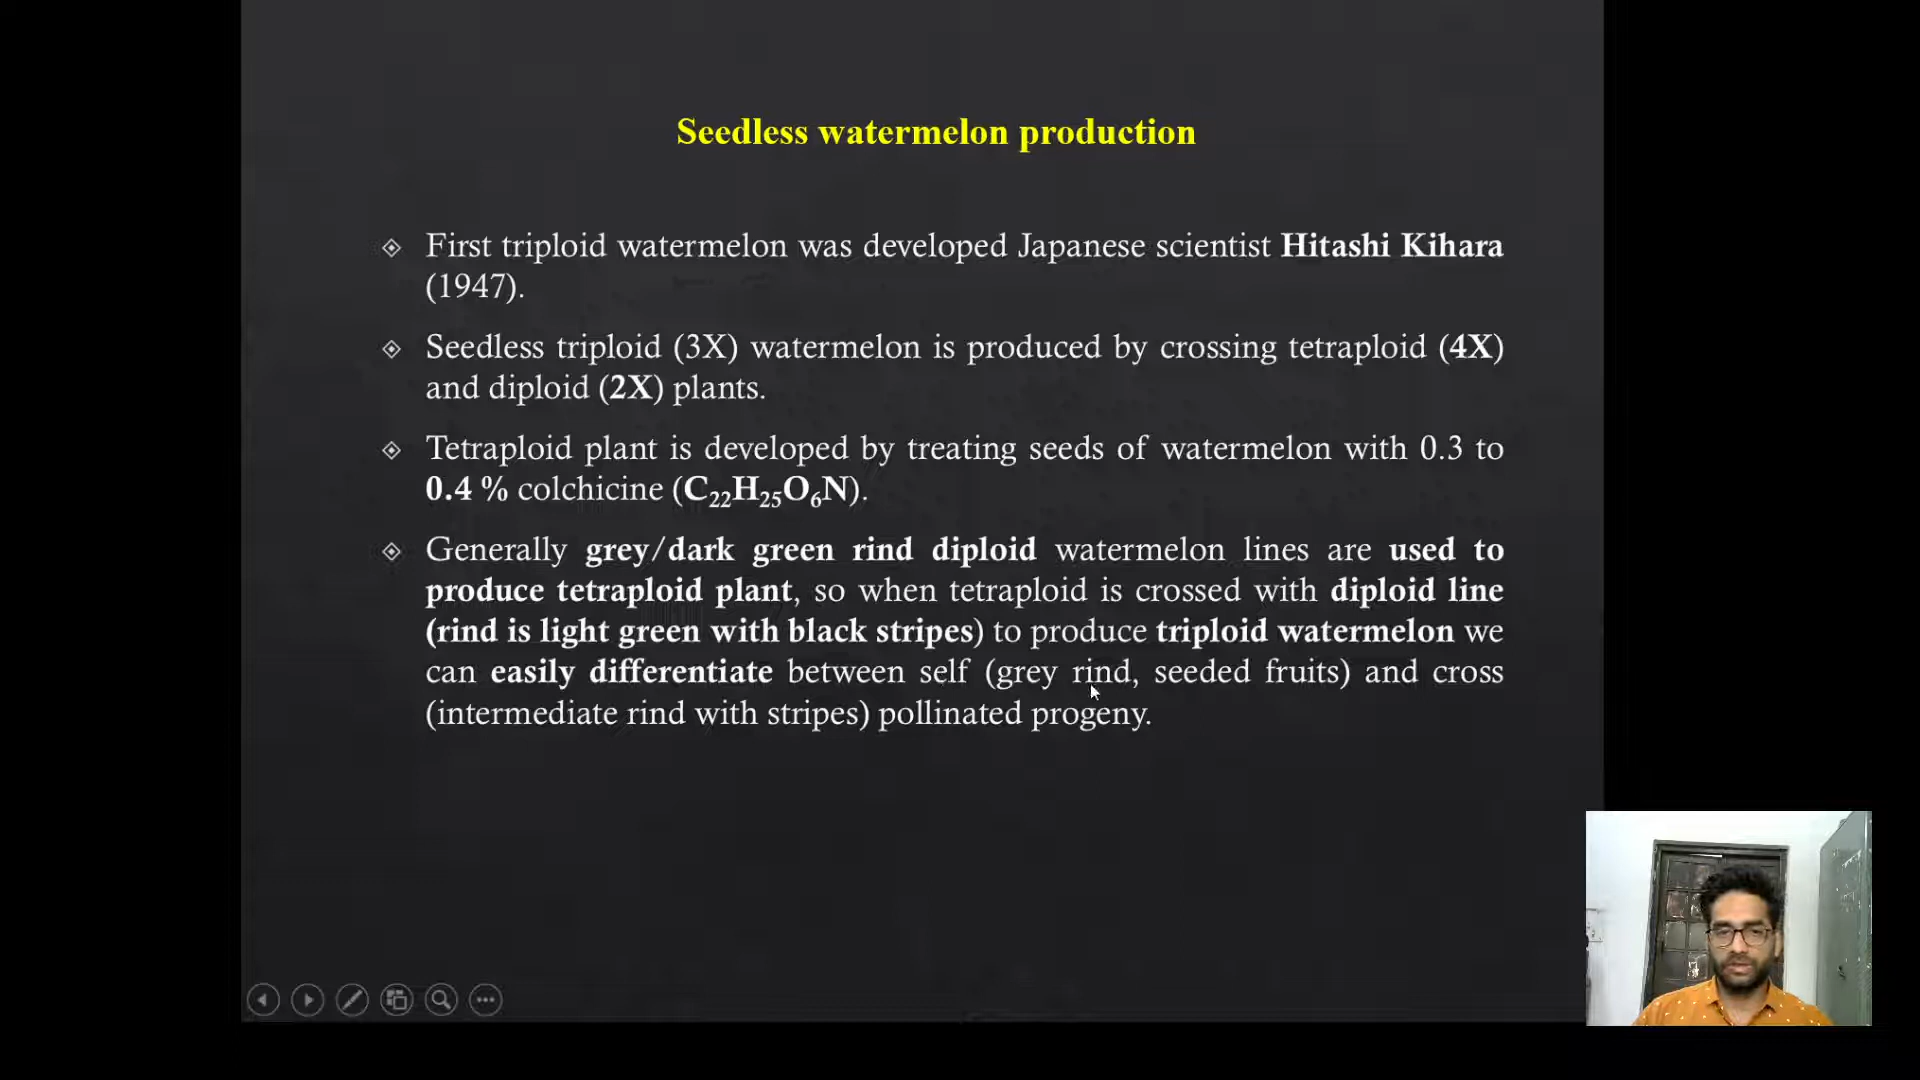 Seedless watermelon production
First triploid watermelon was developed Japanese scientist Hitashi Kihara
(1947).
Seedless triploid (3X) watermelon is produced by crossing tetraploid (4X)
and diploid (2X) plants.
Tetraploid plant is developed by treating seeds of watermelon with 0.3 to
0.4 % colchicine (C₂₂H₂₅O₆N).
Generally grey/dark green rind diploid watermelon lines are used to
produce tetraploid plant, so when tetraploid is crossed with diploid line
(rind is light green with black stripes) to produce triploid watermelon we
can easily differentiate between self (grey rind, seeded fruits) and cross
(intermediate rind with stripes) pollinated progeny.